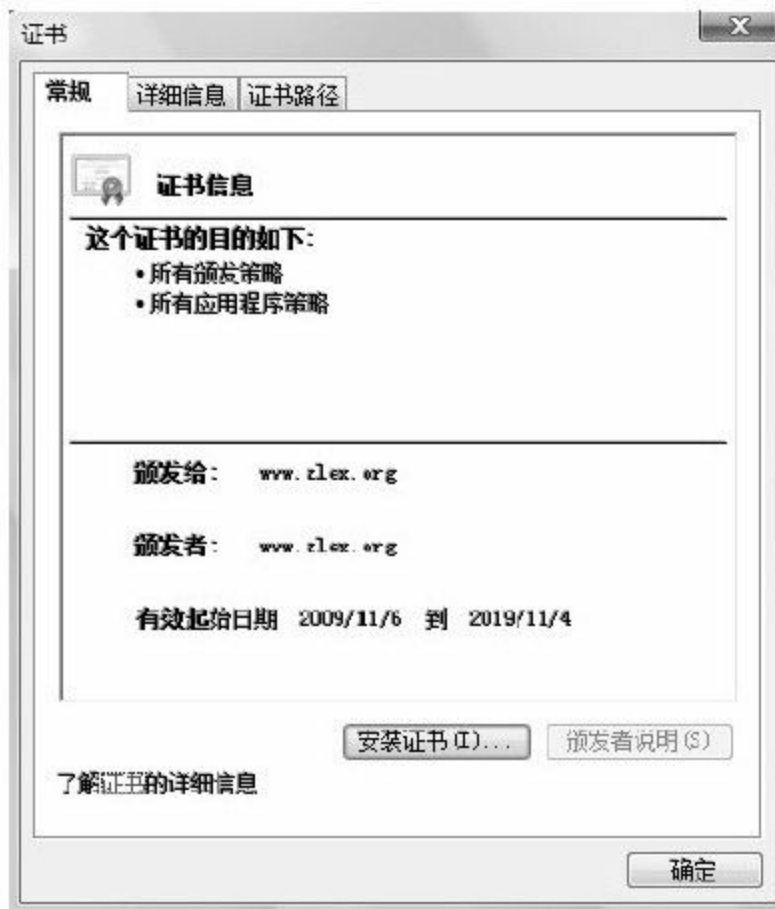 证书
X
常规 详细信息 证书路径
证书信息
这个证书的目的如下:
•所有颁发策略
•所有应用程序策略
颁发给: www.zlex.org
颁发者: www.zlex.org
有效起始日期 2009/11/6 到 2019/11/4
安装证书(I)... 颁发者说明(S)
了解证书的详细信息
确定